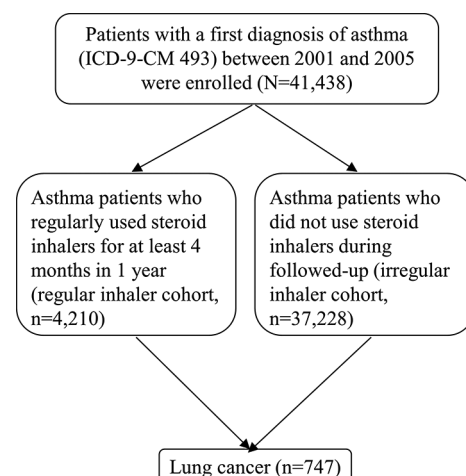 Patients with a first diagnosis of asthma
(ICD-9-CM 493) between 2001 and 2005
were enrolled (N=41,438)
Asthma patients who
regularly used steroid
inhalers for at least 4
months in 1 year
(regular inhaler cohort,
n=4,210)
Asthma patients who
did not use steroid
inhalers during
followed-up (irregular
inhaler cohort,
n=37,228)
Lung cancer (n=747)